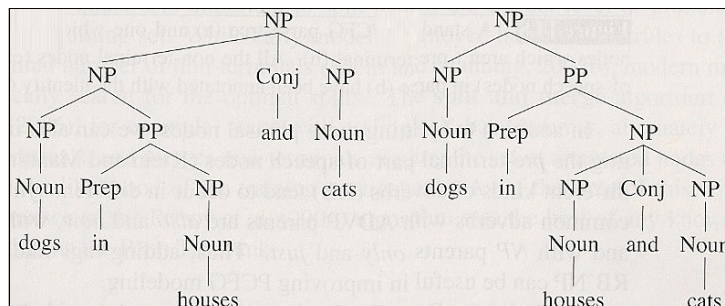 NP NP
NP Conj NP NP PP
NP PP and Noun Noun Prep NP
Noun Prep NP cats dogs in NP Conj NP
dogs in Noun Noun and Noun
houses houses cats